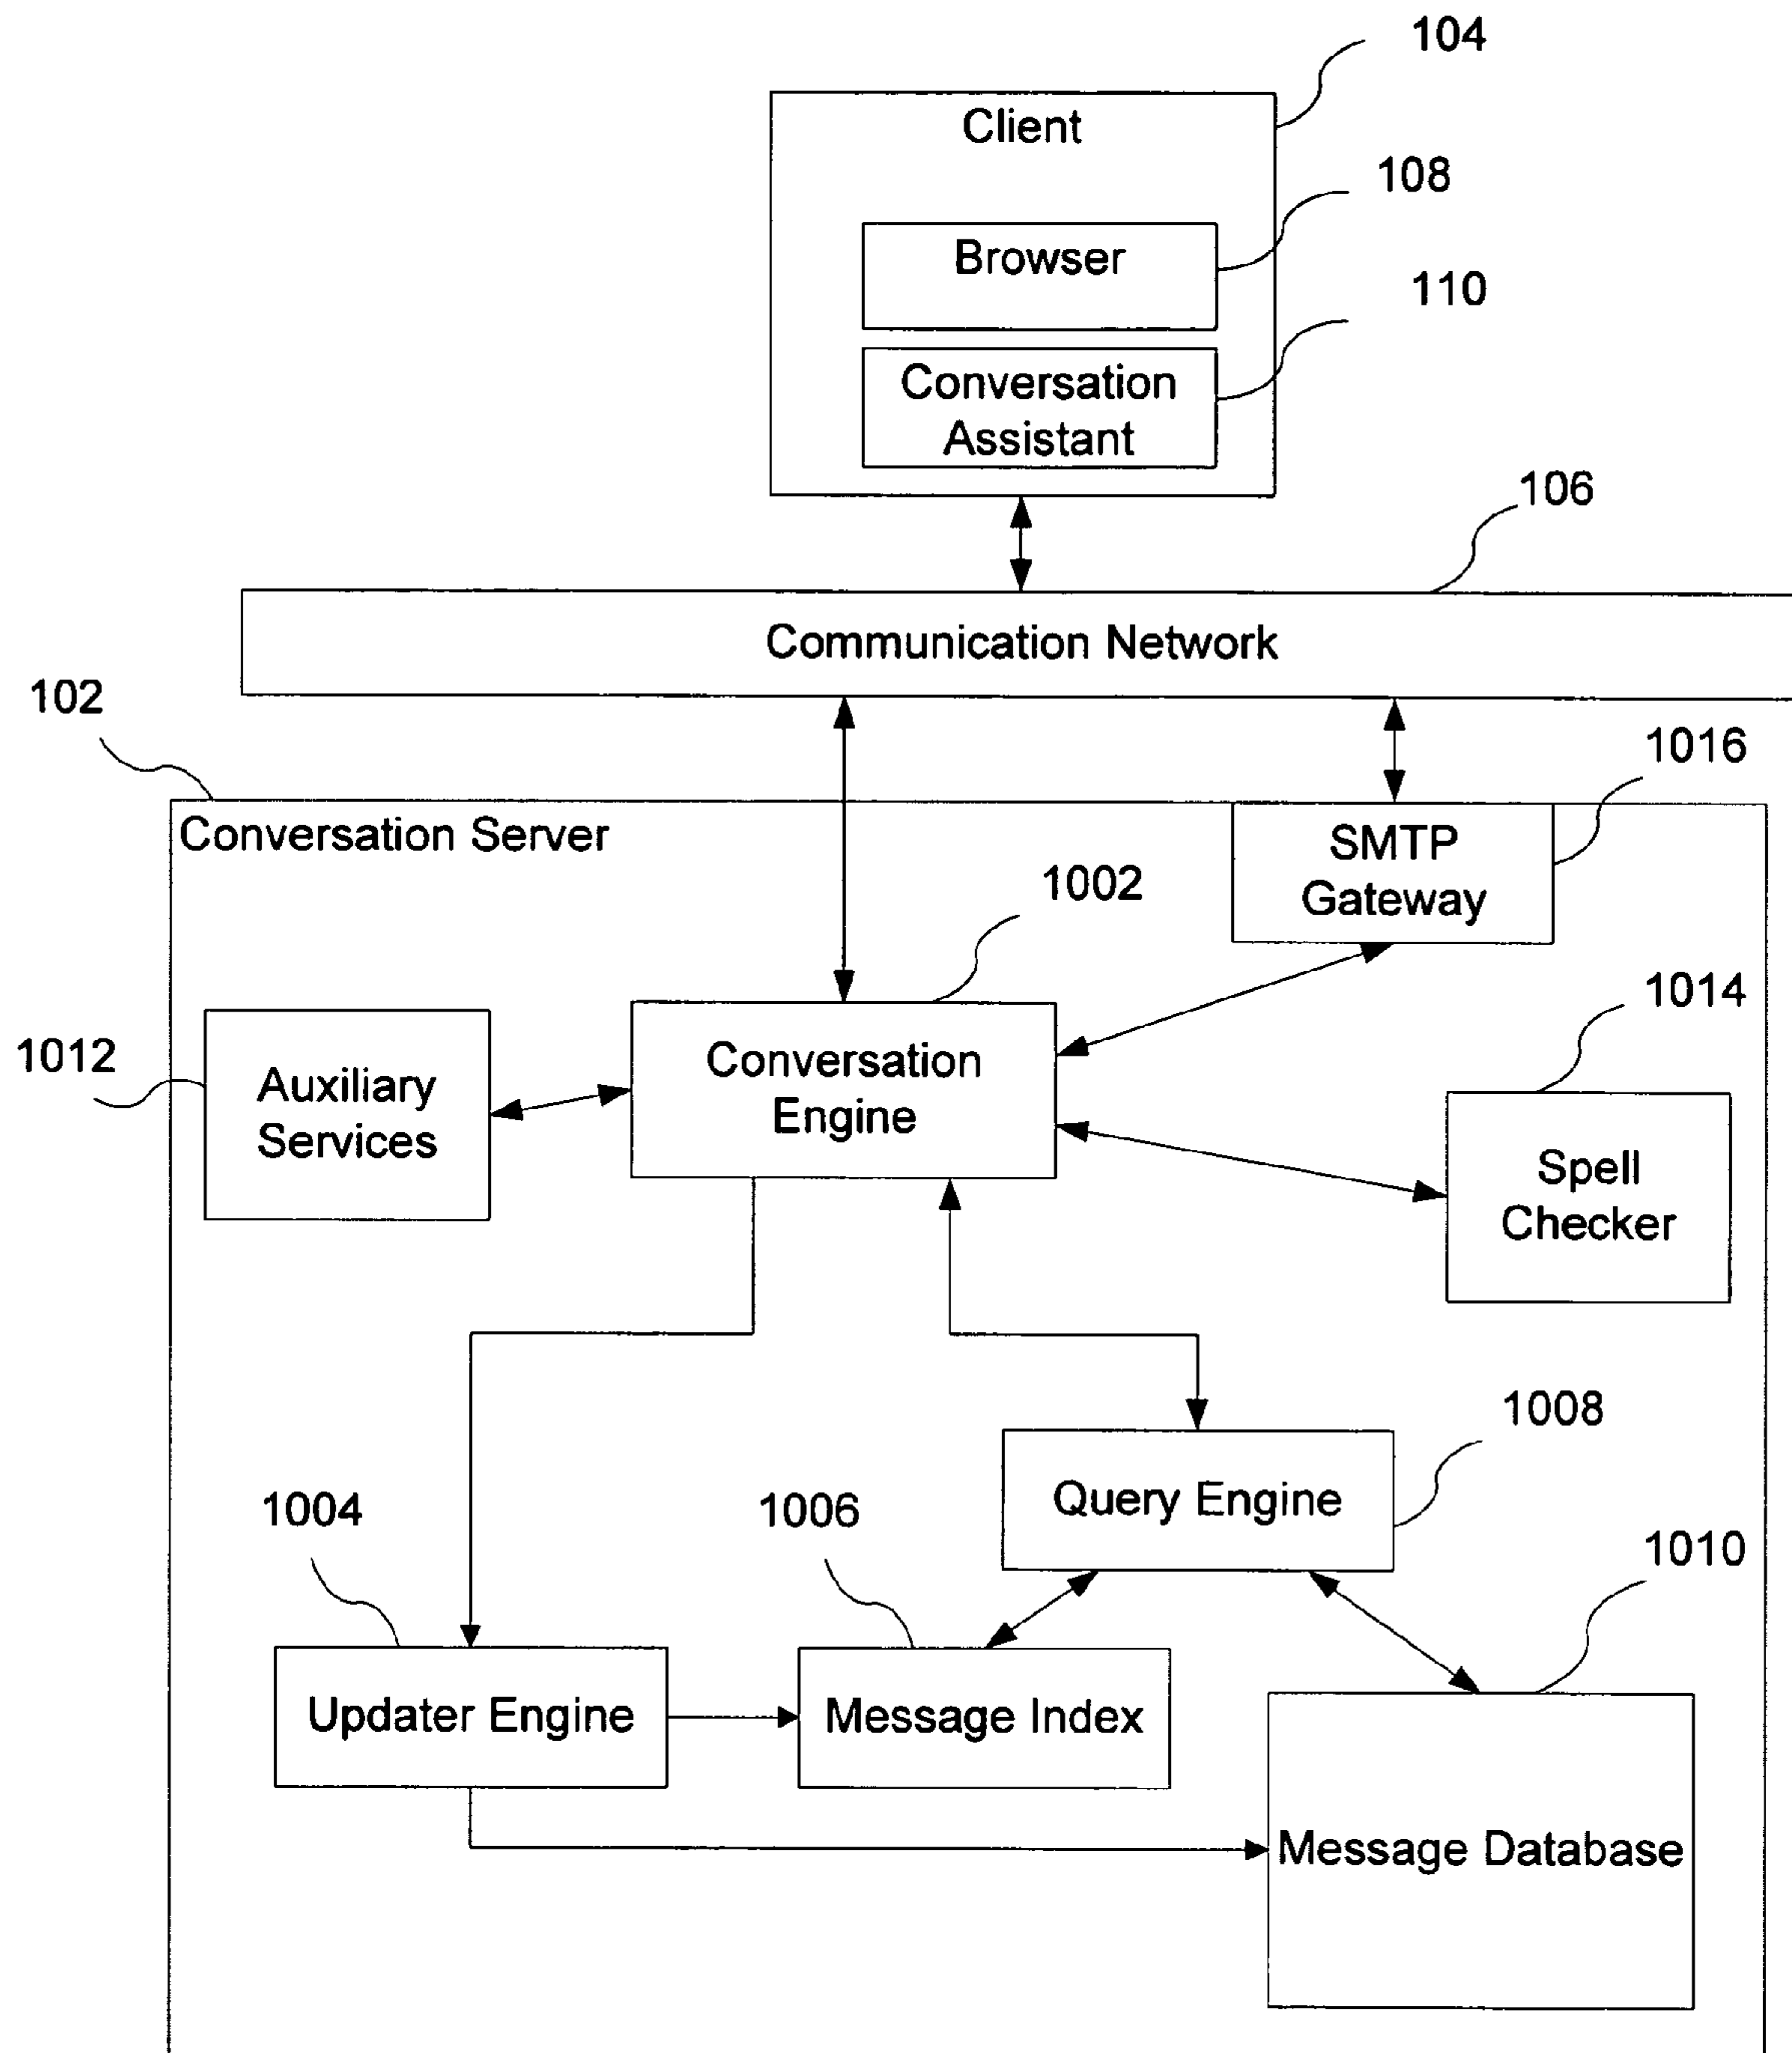 104
Client
108
Browser
110
Conversation
Assistant
106
Communication Network
102
1016
Conversation Server
SMTP
Gateway
1002
1014
1012
Auxiliary
Services
Conversation
Engine
Spell
Checker
1008
Query Engine
1004
1006
1010
Updater Engine
Message Index
Message Database